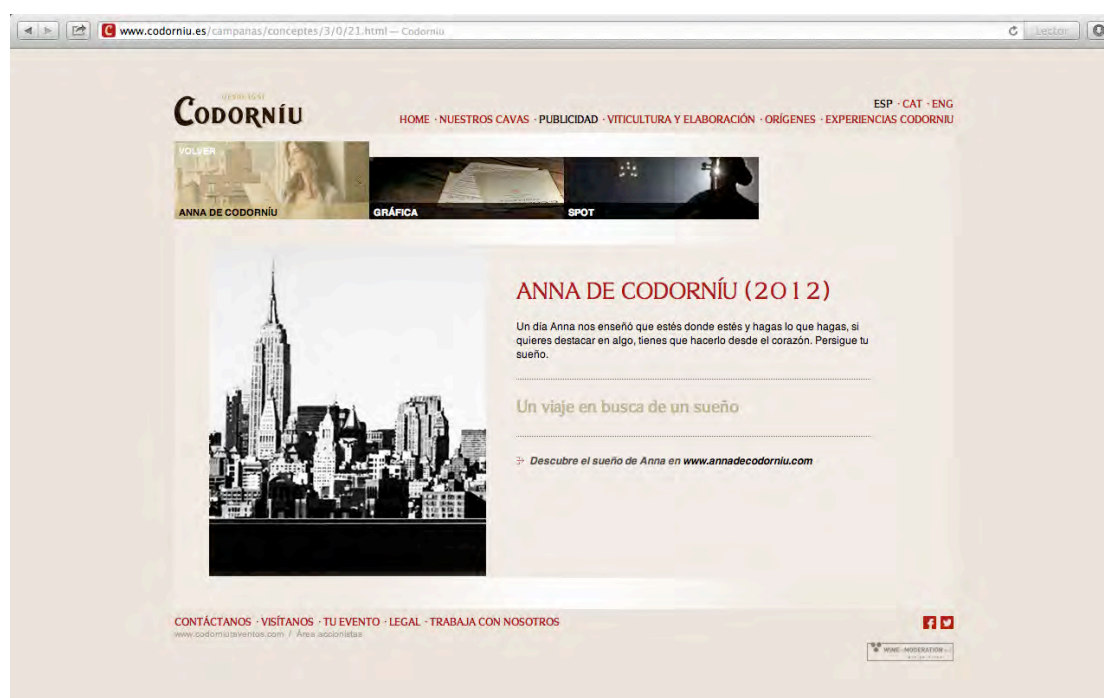 www.codorniu.es/campanas/conceptes/3/0/21.html — Codorníu
Lector
CODORNÍU
ESP · CAT · ENG
HOME · NUESTROS CAVAS · PUBLICIDAD · VITICULTURA Y ELABORACIÓN · ORÍGENES · EXPERIENCIAS CODORNIU
VOLVER
ANNA DE CODORNÍU
GRÁFICA
SPOT
ANNA DE CODORNÍU (2012)
Un día Anna nos enseñó que estés donde estés y hagas lo que hagas, si
quieres destacar en algo, tienes que hacerlo desde el corazón. Persigue tu
sueño.
Un viaje en busca de un sueño
Descubre el sueño de Anna en www.annadecodorniu.com
CONTÁCTANOS · VISÍTANOS · TU EVENTO · LEGAL · TRABAJA CON NOSOTROS
www.codorniueventos.com / Área accionistas
WINE MODERATION